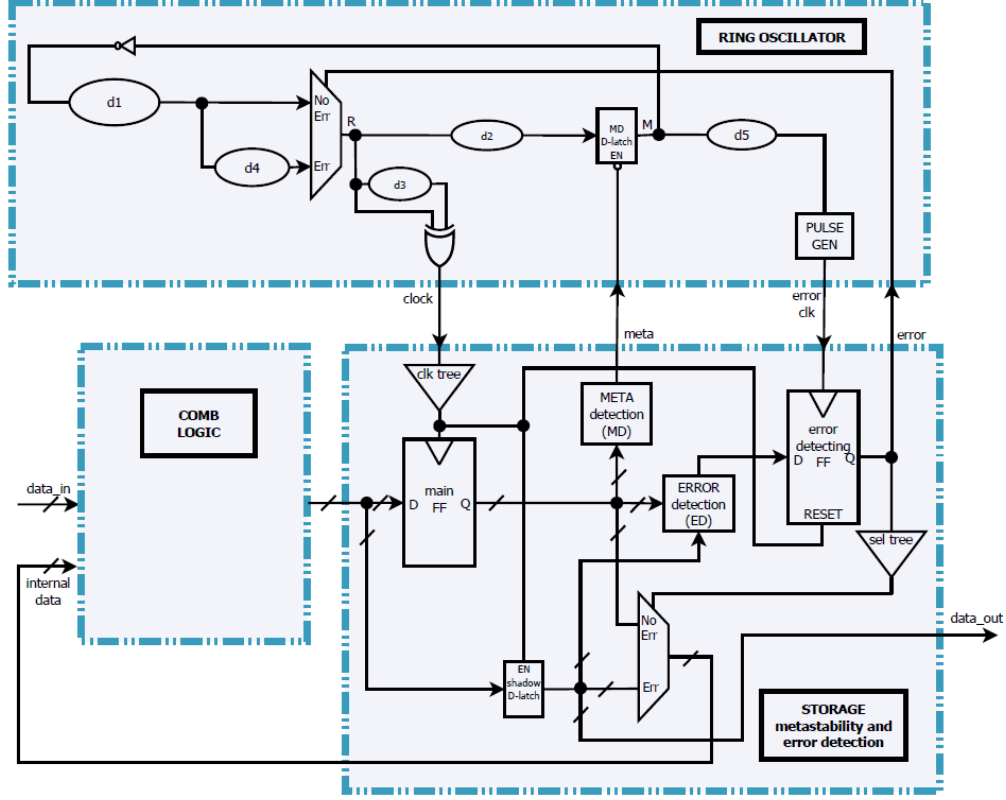 RING OSCILLATOR
d1
d4
No
Err
Err
R
d2
d3
MD
D-latch
EN
M
d5
PULSE
GEN
clock
meta
error
clk
error
COMB
LOGIC
data_in
internal
data
clk tree
main
D FF Q
META
detection
(MD)
ERROR
detection
(ED)
error
detecting
D FF Q
RESET
sel tree
No
Err
Err
EN
shadow
D-latch
data_out
STORAGE
metastability and
error detection